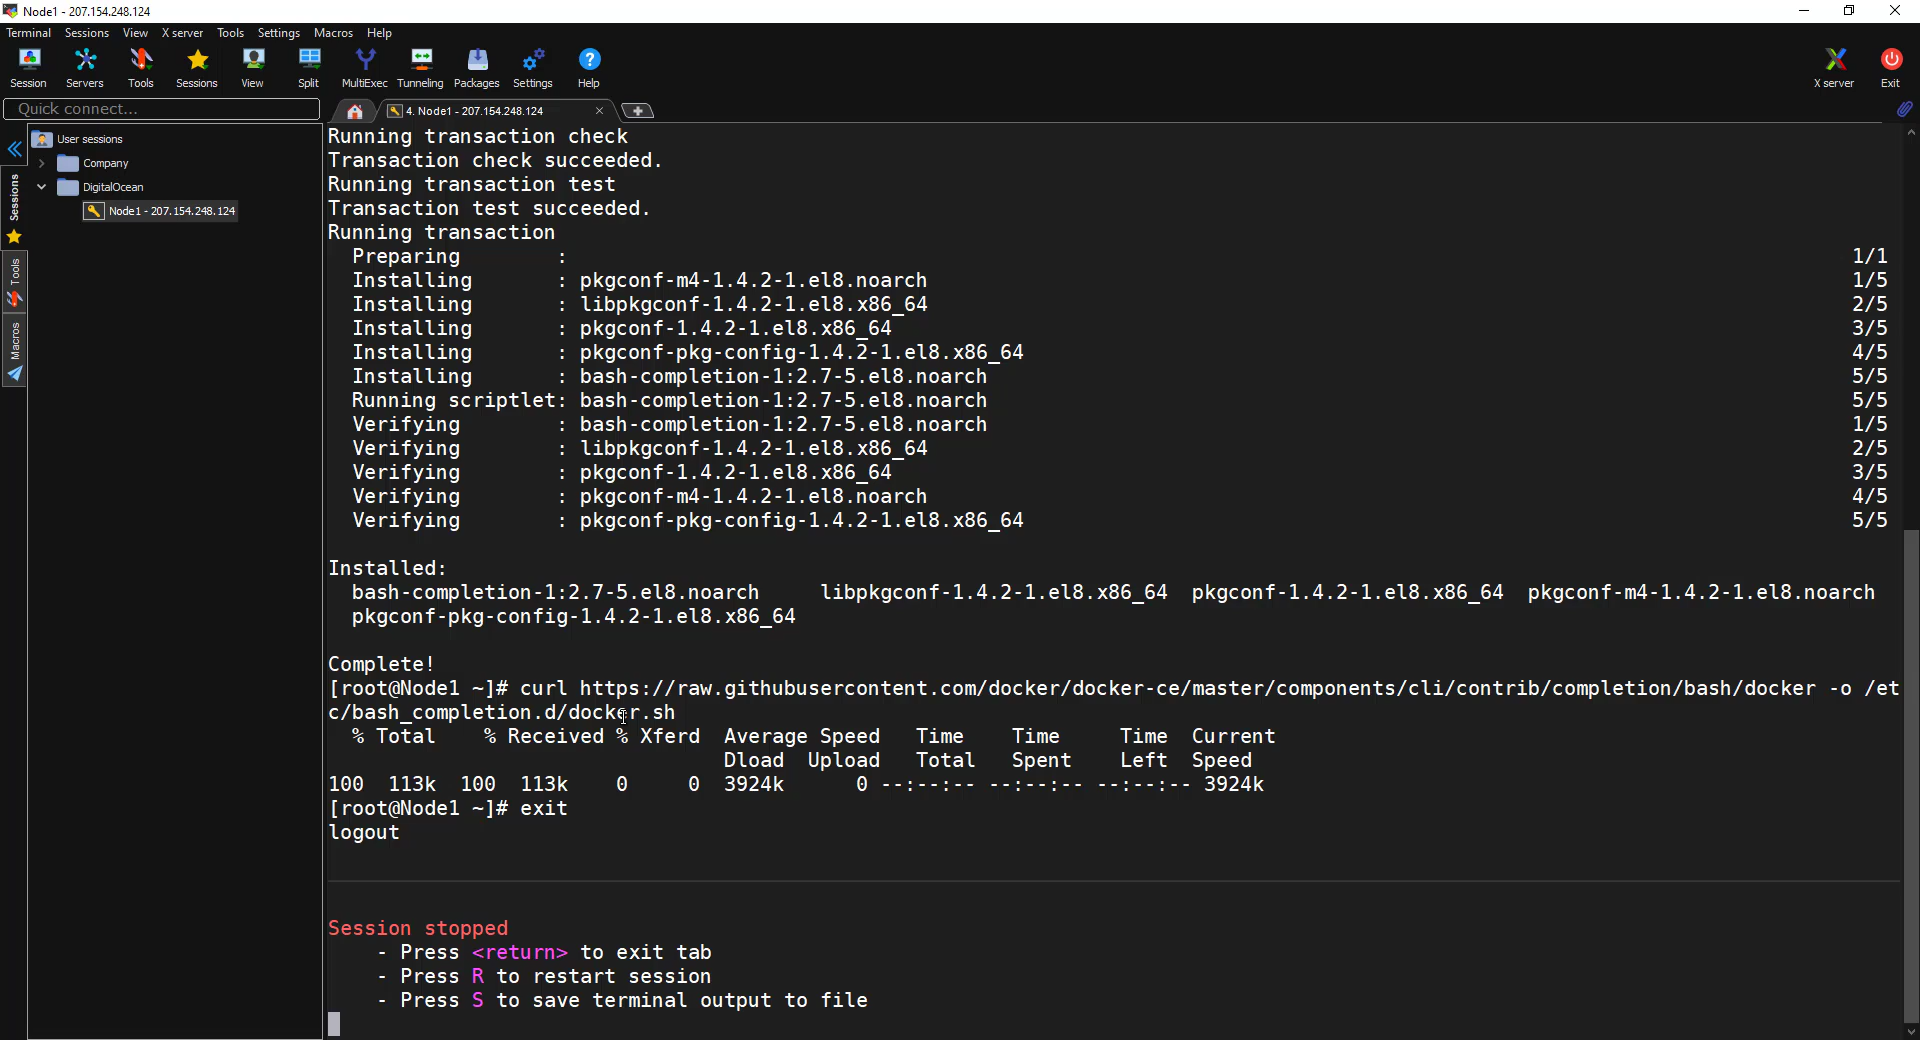 Node1 - 207.154.248.124
Terminal Sessions View X server Tools Settings Macros Help
Session Servers Tools Sessions View Split MultiExec Tunneling Packages Settings Help X server Exit
Quick connect...
4. Node1 - 207.154.248.124
User sessions
Company
DigitalOcean
Node1 - 207.154.248.124
Sessions
Tools
Macros
Running transaction check
Transaction check succeeded.
Running transaction test
Transaction test succeeded.
Running transaction
Preparing : 1/1
Installing : pkgconf-m4-1.4.2-1.el8.noarch 1/5
Installing : libpkgconf-1.4.2-1.el8.x86_64 2/5
Installing : pkgconf-1.4.2-1.el8.x86_64 3/5
Installing : pkgconf-pkg-config-1.4.2-1.el8.x86_64 4/5
Installing : bash-completion-1:2.7-5.el8.noarch 5/5
Running scriptlet: bash-completion-1:2.7-5.el8.noarch 5/5
Verifying : bash-completion-1:2.7-5.el8.noarch 1/5
Verifying : libpkgconf-1.4.2-1.el8.x86_64 2/5
Verifying : pkgconf-1.4.2-1.el8.x86_64 3/5
Verifying : pkgconf-m4-1.4.2-1.el8.noarch 4/5
Verifying : pkgconf-pkg-config-1.4.2-1.el8.x86_64 5/5
Installed:
bash-completion-1:2.7-5.el8.noarch libpkgconf-1.4.2-1.el8.x86_64 pkgconf-1.4.2-1.el8.x86_64 pkgconf-m4-1.4.2-1.el8.noarch
pkgconf-pkg-config-1.4.2-1.el8.x86_64
Complete!
[root@Node1 ~]# curl https://raw.githubusercontent.com/docker/docker-ce/master/components/cli/contrib/completion/bash/docker -o /et
c/bash_completion.d/docker.sh
% Total % Received % Xferd Average Speed Time Time Time Current
Dload Upload Total Spent Left Speed
100 113k 100 113k 0 0 3924k 0 --:--:-- --:--:-- --:--:-- 3924k
[root@Node1 ~]# exit
logout
Session stopped
- Press <return> to exit tab
- Press R to restart session
- Press S to save terminal output to file